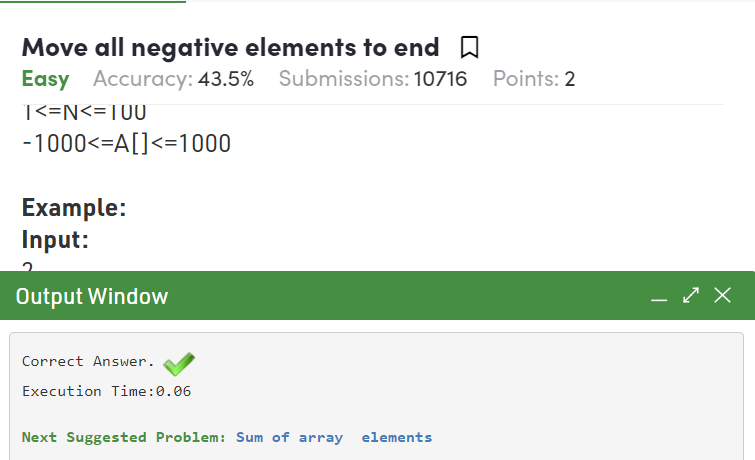 Move all negative elements to end
Easy Accuracy: 43.5% Submissions: 10716 Points: 2
1<=N<=100
-1000<=A[]<=1000
Example:
Input:
2
Output Window
Correct Answer.
Execution Time:0.06
Next Suggested Problem: Sum of array  elements